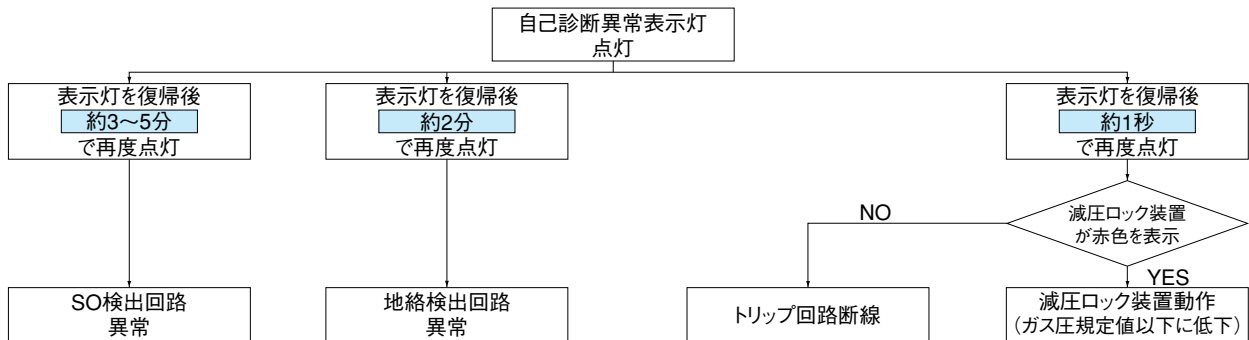 自己診断異常表示灯
点灯
表示灯を復帰後
約3～5分
で再度点灯
表示灯を復帰後
約2分
で再度点灯
表示灯を復帰後
約1秒
で再度点灯
減圧ロック装置
が赤色を表示
NO
YES
SO検出回路
異常
地絡検出回路
異常
トリップ回路断線
減圧ロック装置動作
（ガス圧規定値以下に低下）